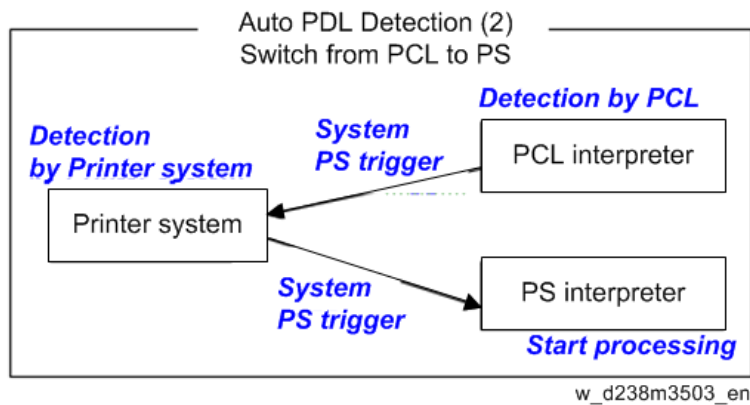 Auto PDL Detection (2)
Switch from PCL to PS
Detection by PCL
Detection
by Printer system
System
PS trigger
PCL interpreter
Printer system
System
PS trigger
PS interpreter
Start processing
w_d238m3503_en